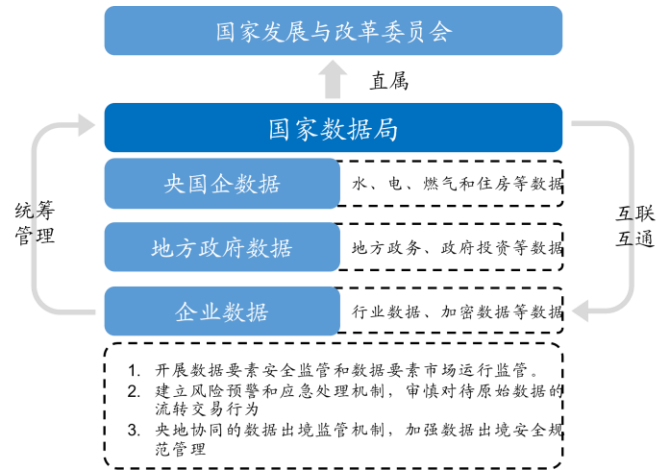 国家发展与改革委员会
直属
国家数据局
央国企数据
水、电、燃气和住房等数据
统筹
管理
互联
互通
地方政府数据
地方政务、政府投资等数据
企业数据
行业数据、加密数据等数据
1. 开展数据要素安全监管和数据要素市场运行监管。
2. 建立风险预警和应急处理机制，审慎对待原始数据的
流转交易行为
3. 央地协同的数据出境监管机制，加强数据出境安全规
范管理